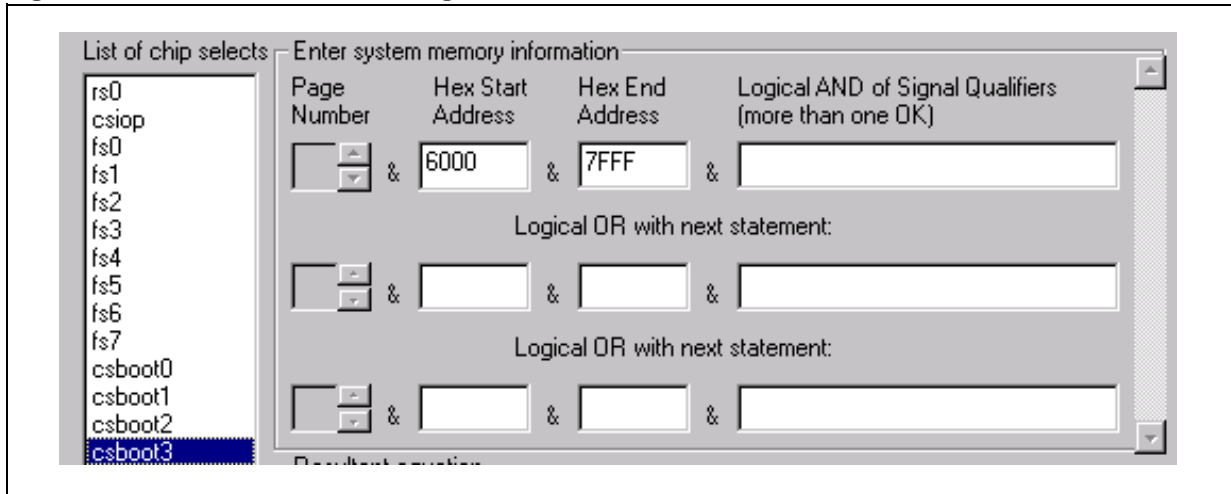 List of chip selects
rs0
csiop
fs0
fs1
fs2
fs3
fs4
fs5
fs6
fs7
csboot0
csboot1
csboot2
csboot3
Enter system memory information
Page Number
Hex Start Address
Hex End Address
Logical AND of Signal Qualifiers
(more than one OK)
& 6000 & 7FFF &
Logical OR with next statement:
& & &
Logical OR with next statement:
& & &